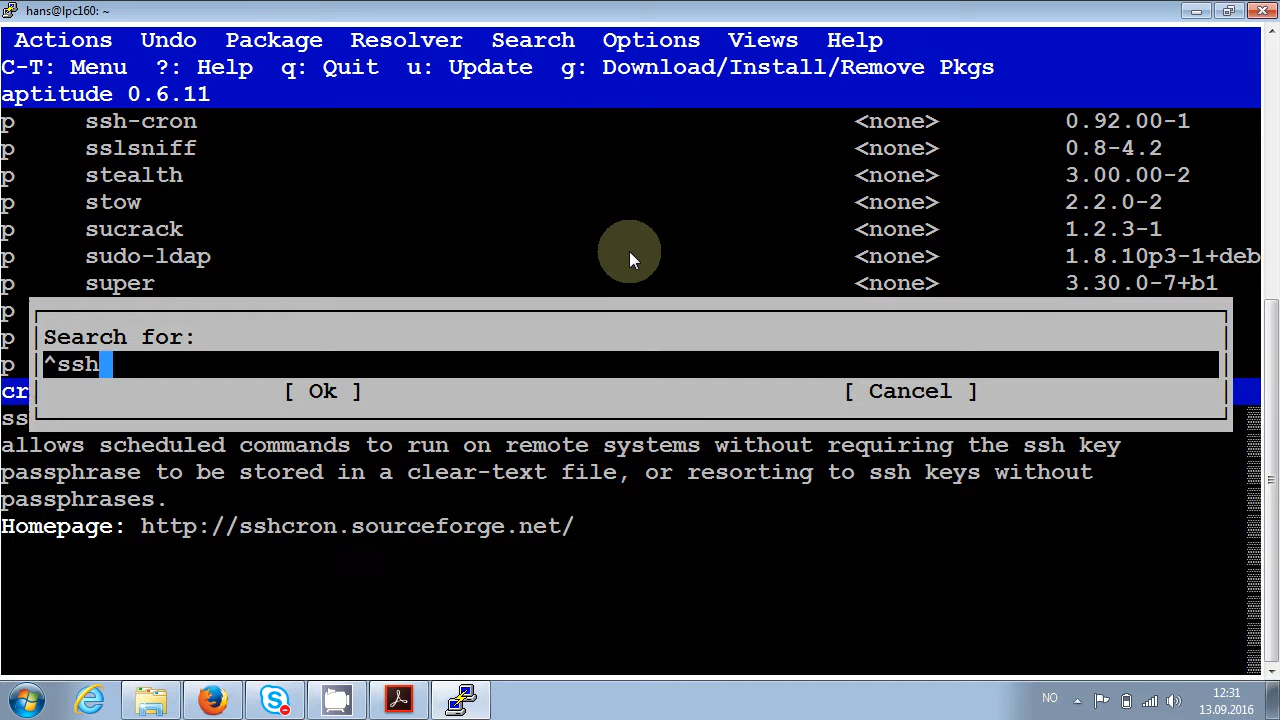 hans@lpc160: ~
Actions Undo Package Resolver Search Options Views Help
C-T: Menu ?: Help q: Quit u: Update g: Download/Install/Remove Pkgs
aptitude 0.6.11
p ssh-cron <none> 0.92.00-1
p sslsniff <none> 0.8-4.2
p stealth <none> 3.00.00-2
p stow <none> 2.2.0-2
p sucrack <none> 1.2.3-1
p sudo-ldap <none> 1.8.10p3-1+deb
p super <none> 3.30.0-7+b1
p
p Search for:
p ^ssh
cr [ Ok ] [ Cancel ]
ss
allows scheduled commands to run on remote systems without requiring the ssh key
passphrase to be stored in a clear-text file, or resorting to ssh keys without
passphrases.
Homepage: http://sshcron.sourceforge.net/
NO 12:31
13.09.2016